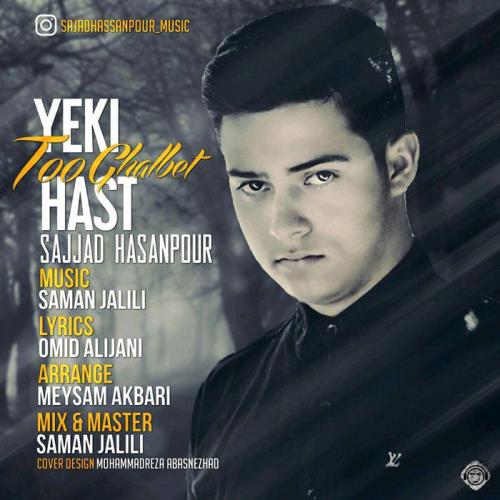 SAJADHASSANPOUR_MUSIC
YEKI
Too Ghalbet
HAST
SAJJAD HASANPOUR
MUSIC
SAMAN JALILI
LYRICS
OMID ALIJANI
ARRANGE
MEYSAM AKBARI
MIX & MASTER
SAMAN JALILI
COVER DESIGN MOHAMMADREZA ABASNEZHAD